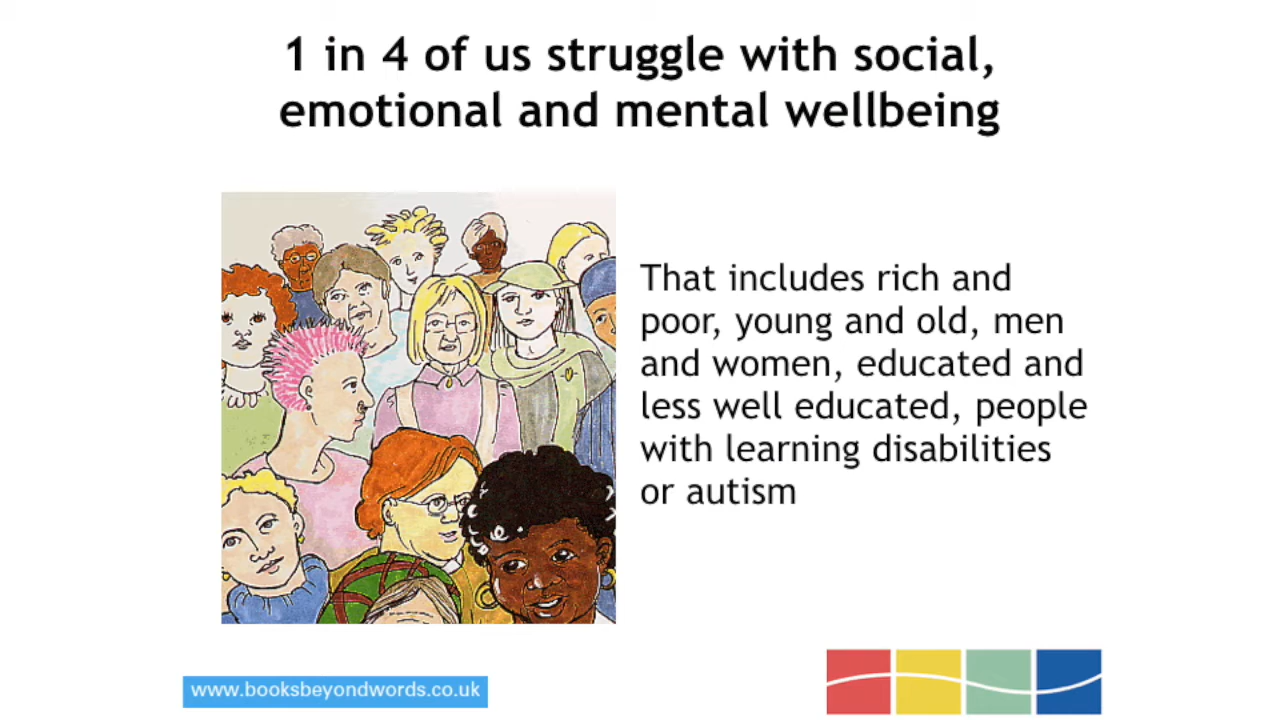 1 in 4 of us struggle with social,
emotional and mental wellbeing
That includes rich and
poor, young and old, men
and women, educated and
less well educated, people
with learning disabilities
or autism
www.booksbeyondwords.co.uk